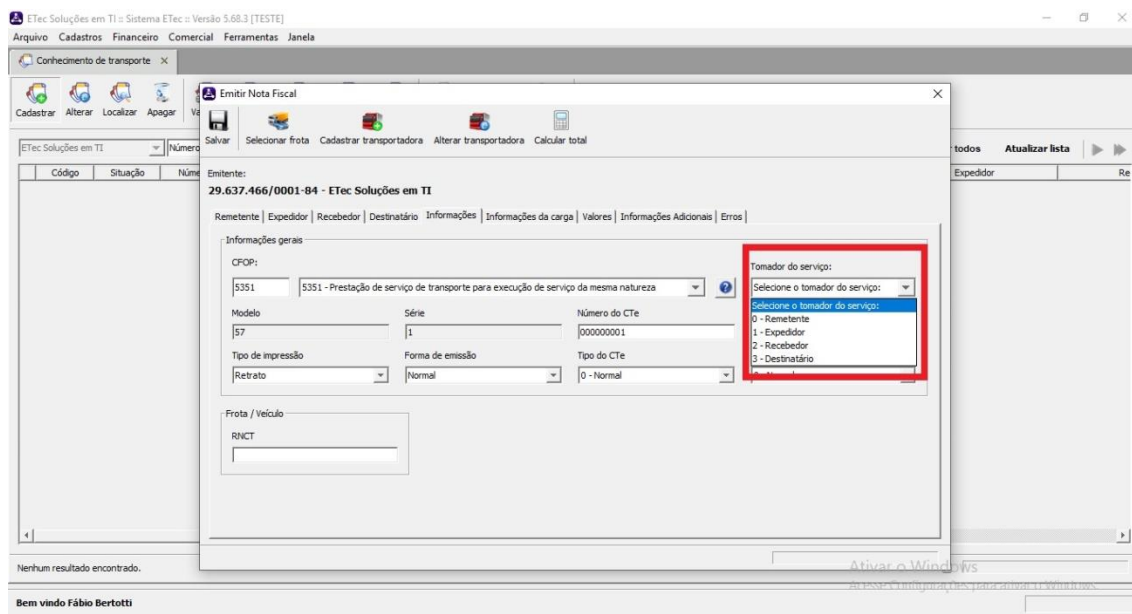 ETec Soluções em TI :: Sistema ETec :: Versão 5.68.3 [TESTE]
Arquivo Cadastros Financeiro Comercial Ferramentas Janela
Conhecimento de transporte X
Cadastrar Alterar Localizar Apagar
Emitir Nota Fiscal
Salvar Selecionar frota Cadastrar transportadora Alterar transportadora Calcular total
ETec Soluções em TI Número todos Atualizar lista
Código Situação Núme Expedidor Re
Emitente:
29.637.466/0001-84 - ETec Soluções em TI
Remetente Expedidor Recebedor Destinatário Informações Informações da carga Valores Informações Adicionais Erros
Informações gerais
CFOP: Tomador do serviço:
5351 5351 - Prestação de serviço de transporte para execução de serviço da mesma natureza Selecione o tomador do serviço:
Selecione o tomador do serviço:
0 - Remetente
1 - Expedidor
2 - Recebedor
3 - Destinatário
Modelo Série Número do CTe
57 1 000000001
Tipo de impressão Forma de emissão Tipo do CTe
Retrato Normal 0 - Normal
Frota / Veículo
RNCT
Nenhum resultado encontrado.
Ativar o Windows
Acesse Configurações para ativar o Windows.
Bem vindo Fábio Bertotti